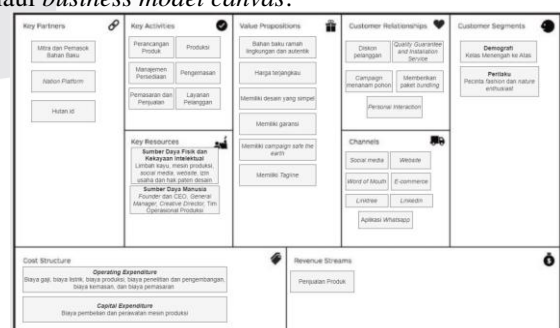 adi business model canvas.
Key Partners
Mitra dan Pemasok
Bahan Baku
Nation Platform
Hutan id
Key Activities
Perancangan
Produk
Produksi
Manajemen
Persediaan
Pengemasan
Pemasaran dan
Penjualan
Layanan
Pelanggan
Key Resources
Sumber Daya Fisik dan
Kekayaan Intelektual
Limbah kayu, mesin produksi,
social media, website, izin
usaha dan hak paten desain
Sumber Daya Manusia
Founder dan CEO, General
Manager, Creative Director, Tim
Operasional Produksi
Value Propositions
Bahan baku ramah
lingkungan dan autentik
Harga terjangkau
Memiliki desain yang simpel
Memiliki garansi
Memiliki campaign safe the
earth
Memiliki Tagline
Customer Relationships
Diskon
pelanggan
Quality Guarantee
and Instalation
Service
Campaign
menanam pohon
Memberikan
paket bundling
Personal Interaction
Channels
Social media
Website
Word of Mouth
E-commerce
Linktree
Linkedin
Aplikasi Whatsapp
Customer Segments
Demografi
Kelas Menengah ke Atas
Perilaku
Pecinta fashion dan nature
enthusiast
Cost Structure
Operating Expenditure
Biaya gaji, biaya listrik, biaya produksi, biaya penelitian dan pengembangan,
biaya kemasan, dan biaya pemasaran
Capital Expenditure
Biaya pembelian dan perawatan mesin produksi
Revenue Streams
Penjualan Produk